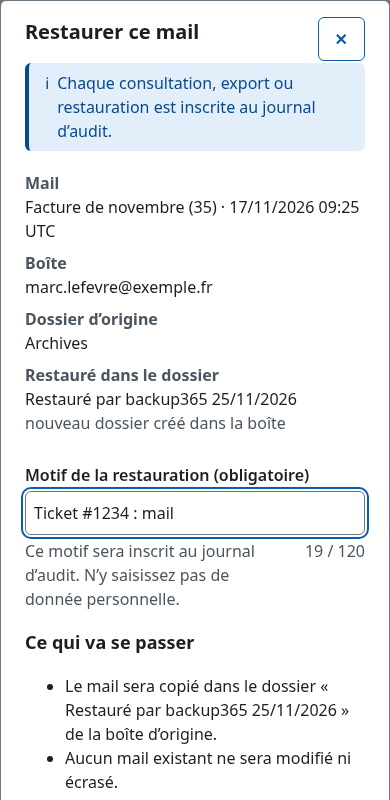 Restaurer ce mail
×
i Chaque consultation, export ou
restauration est inscrite au journal
d’audit.
Mail
Facture de novembre (35) · 17/11/2026 09:25
UTC
Boîte
marc.lefevre@exemple.fr
Dossier d’origine
Archives
Restauré dans le dossier
Restauré par backup365 25/11/2026
nouveau dossier créé dans la boîte
Motif de la restauration (obligatoire)
Ticket #1234 : mail
Ce motif sera inscrit au journal 19 / 120
d’audit. N’y saisissez pas de
donnée personnelle.
Ce qui va se passer
• Le mail sera copié dans le dossier «
Restauré par backup365 25/11/2026 »
de la boîte d’origine.
• Aucun mail existant ne sera modifié ni
écrasé.